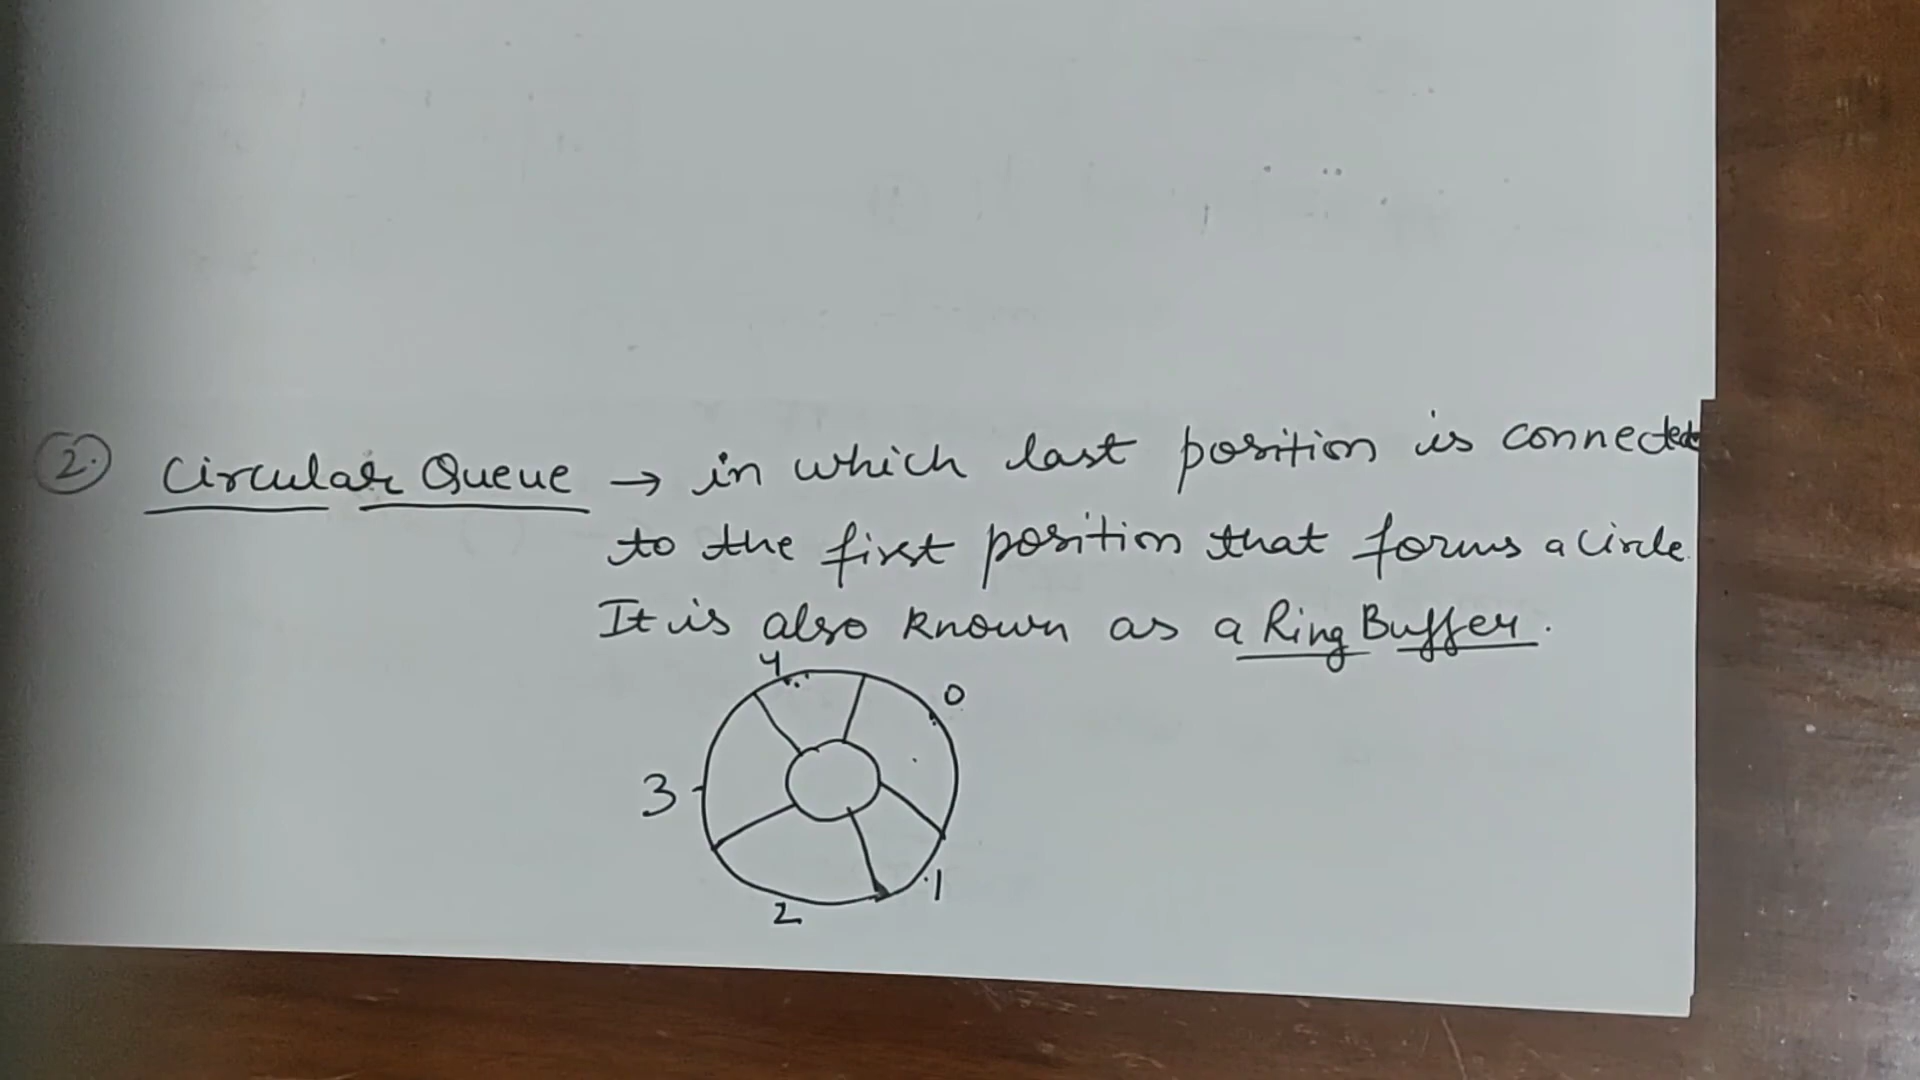 2. Circular Queue → in which last position is connected
to the first position that forms a circle.
It is also known as a Ring Buffer.
4
0
3
1
2